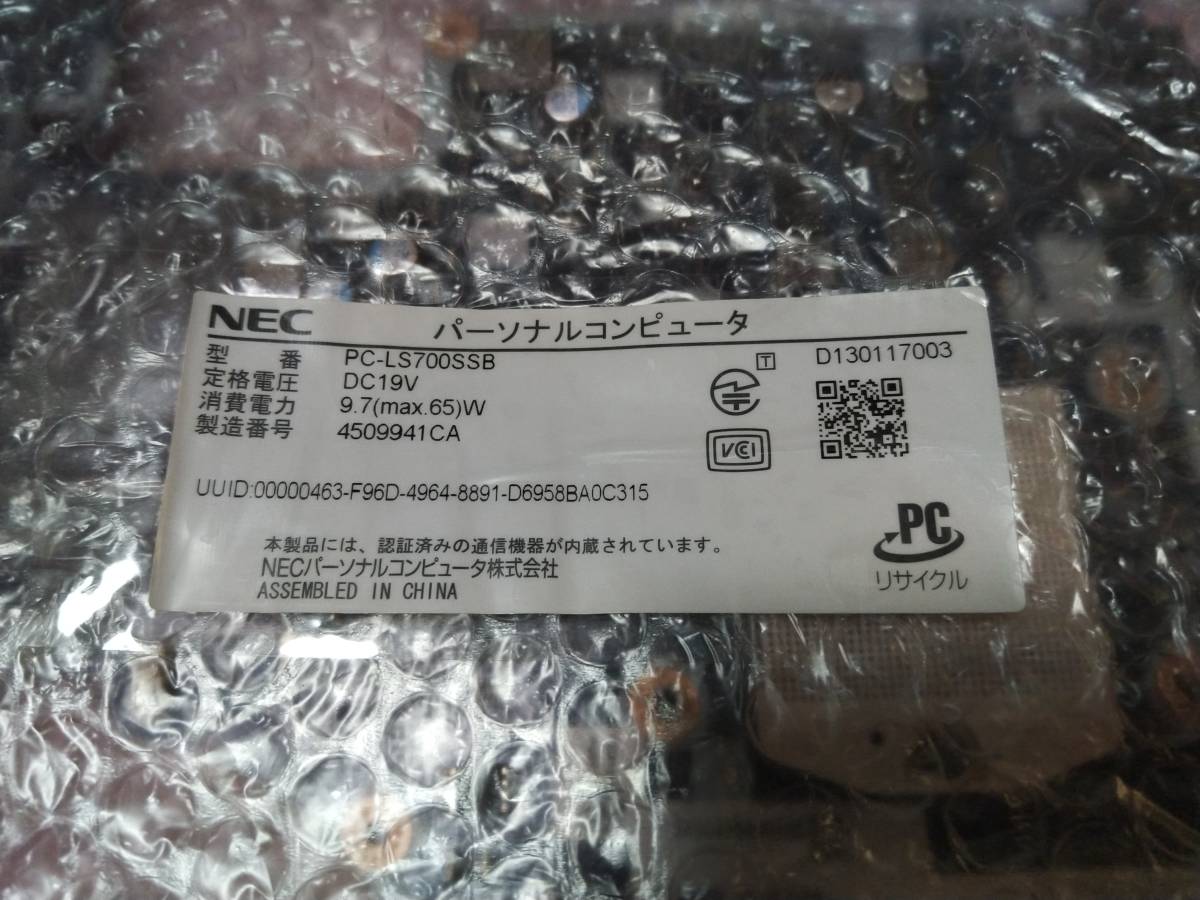 NEC パーソナルコンピュータ
型 番 PC-LS700SSB
定格電圧 DC19V
消費電力 9.7(max.65)W
製造番号 4509941CA
T
D130117003
VCI
UUID:00000463-F96D-4964-8891-D6958BA0C315
本製品には、認証済みの通信機器が内蔵されています。
NECパーソナルコンピュータ株式会社
ASSEMBLED IN CHINA
PC
リサイクル